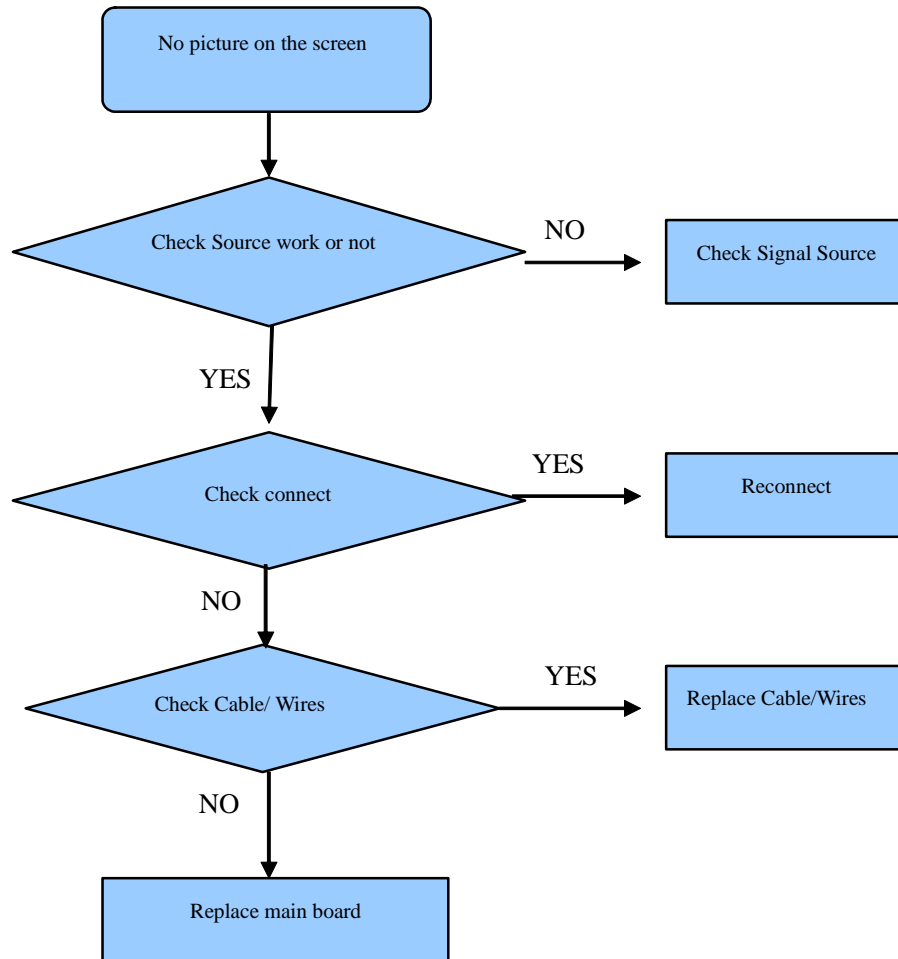 No picture on the screen
Check Source work or not
NO
Check Signal Source
YES
Check connect
YES
Reconnect
NO
Check Cable/ Wires
YES
Replace Cable/Wires
NO
Replace main board